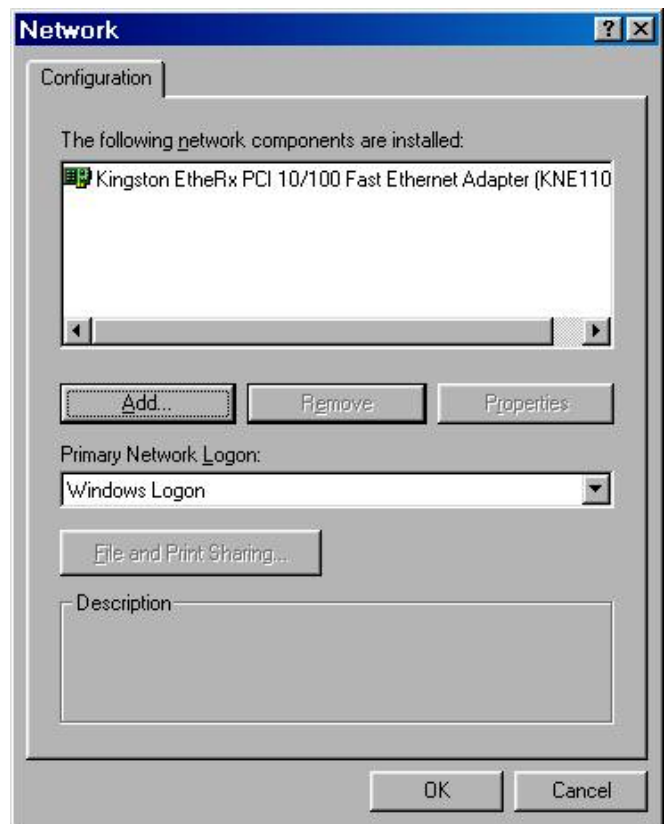 Network
Configuration
The following network components are installed:
Kingston EtheRx PCI 10/100 Fast Ethernet Adapter (KNE110
Add...
Remove
Properties
Primary Network Logon:
Windows Logon
File and Print Sharing...
Description
OK
Cancel